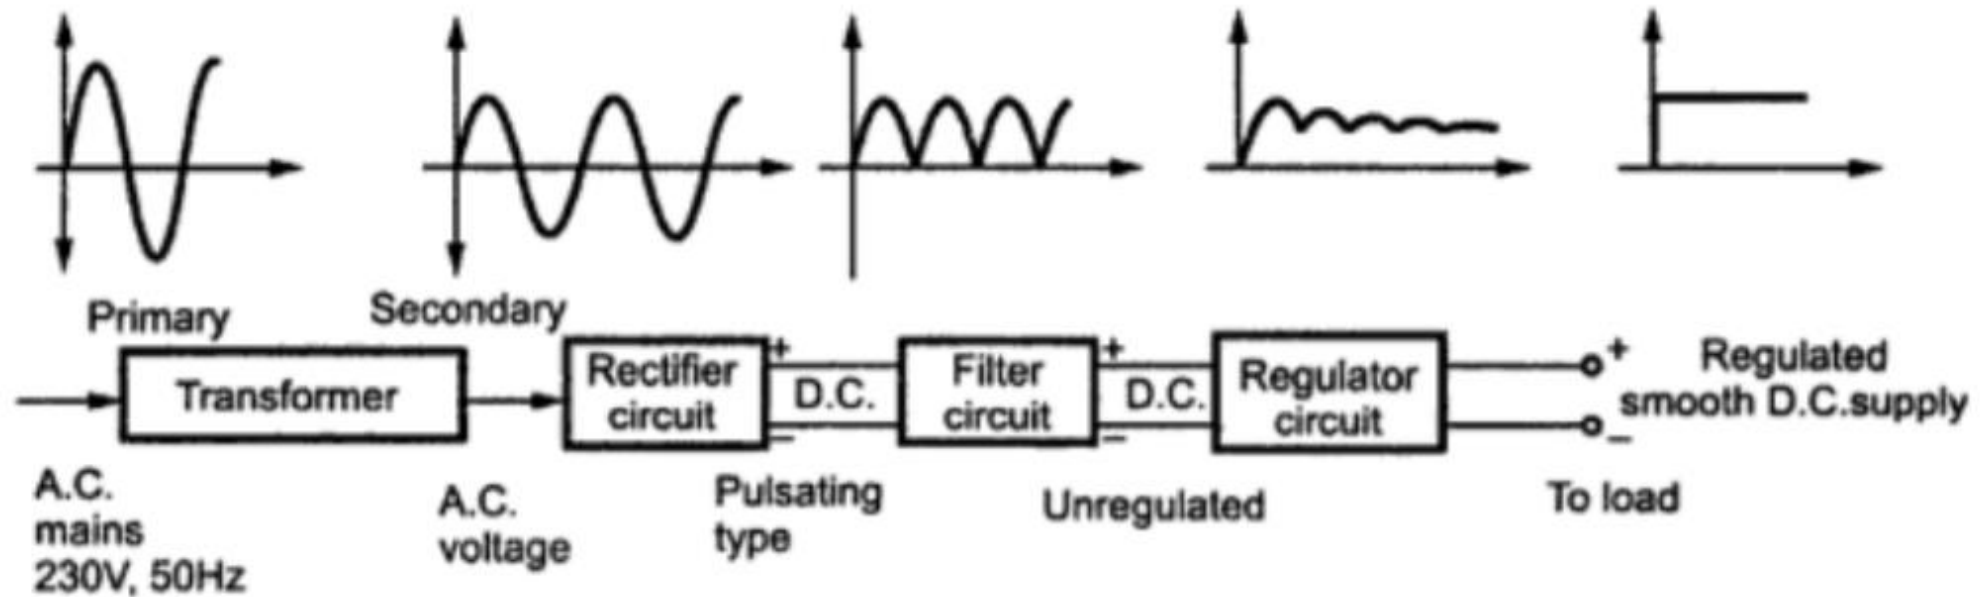 Primary
Secondary
Transformer
Rectifier
circuit
+
D.C.
–
Filter
circuit
+
D.C.
–
Regulator
circuit
+
–
Regulated
smooth D.C.supply
A.C.
mains
230V, 50Hz
A.C.
voltage
Pulsating
type
Unregulated
To load